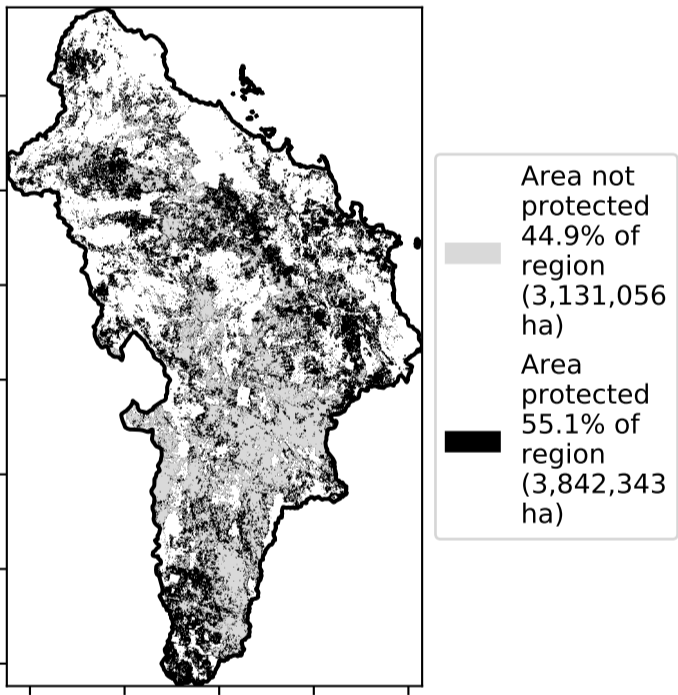 Area not
protected
44.9% of
region
(3,131,056
ha)
Area
protected
55.1% of
region
(3,842,343
ha)